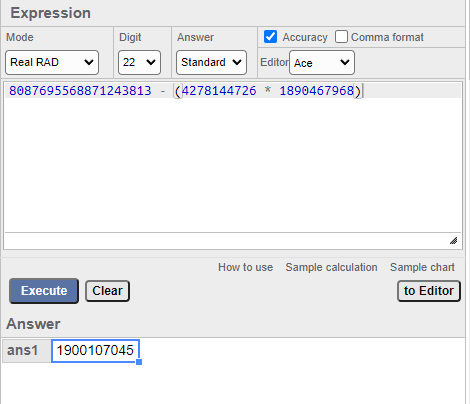 Expression
Mode Digit Answer Accuracy Comma format
Real RAD 22 Standard Editor Ace
8087695568871243813 - (4278144726 * 1890467968)
How to use Sample calculation Sample chart
Execute Clear to Editor
Answer
ans1 1900107045